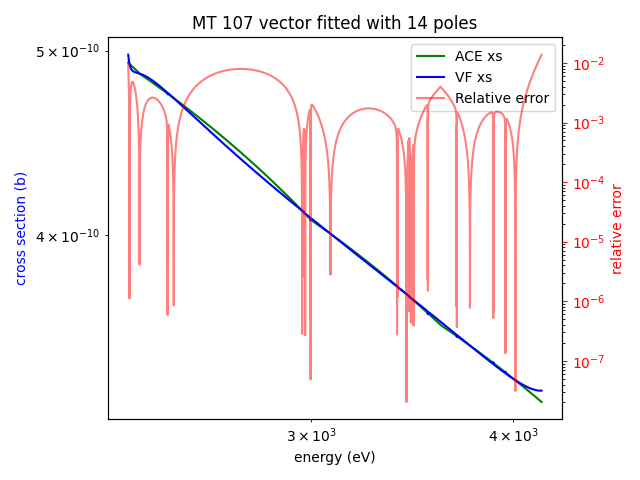 MT 107 vector fitted with 14 poles
ACE xs
VF xs
Relative error
5 × 10⁻¹⁰
4 × 10⁻¹⁰
cross section (b)
3 × 10³
4 × 10³
energy (eV)
10⁻²
10⁻³
10⁻⁴
10⁻⁵
10⁻⁶
10⁻⁷
relative error